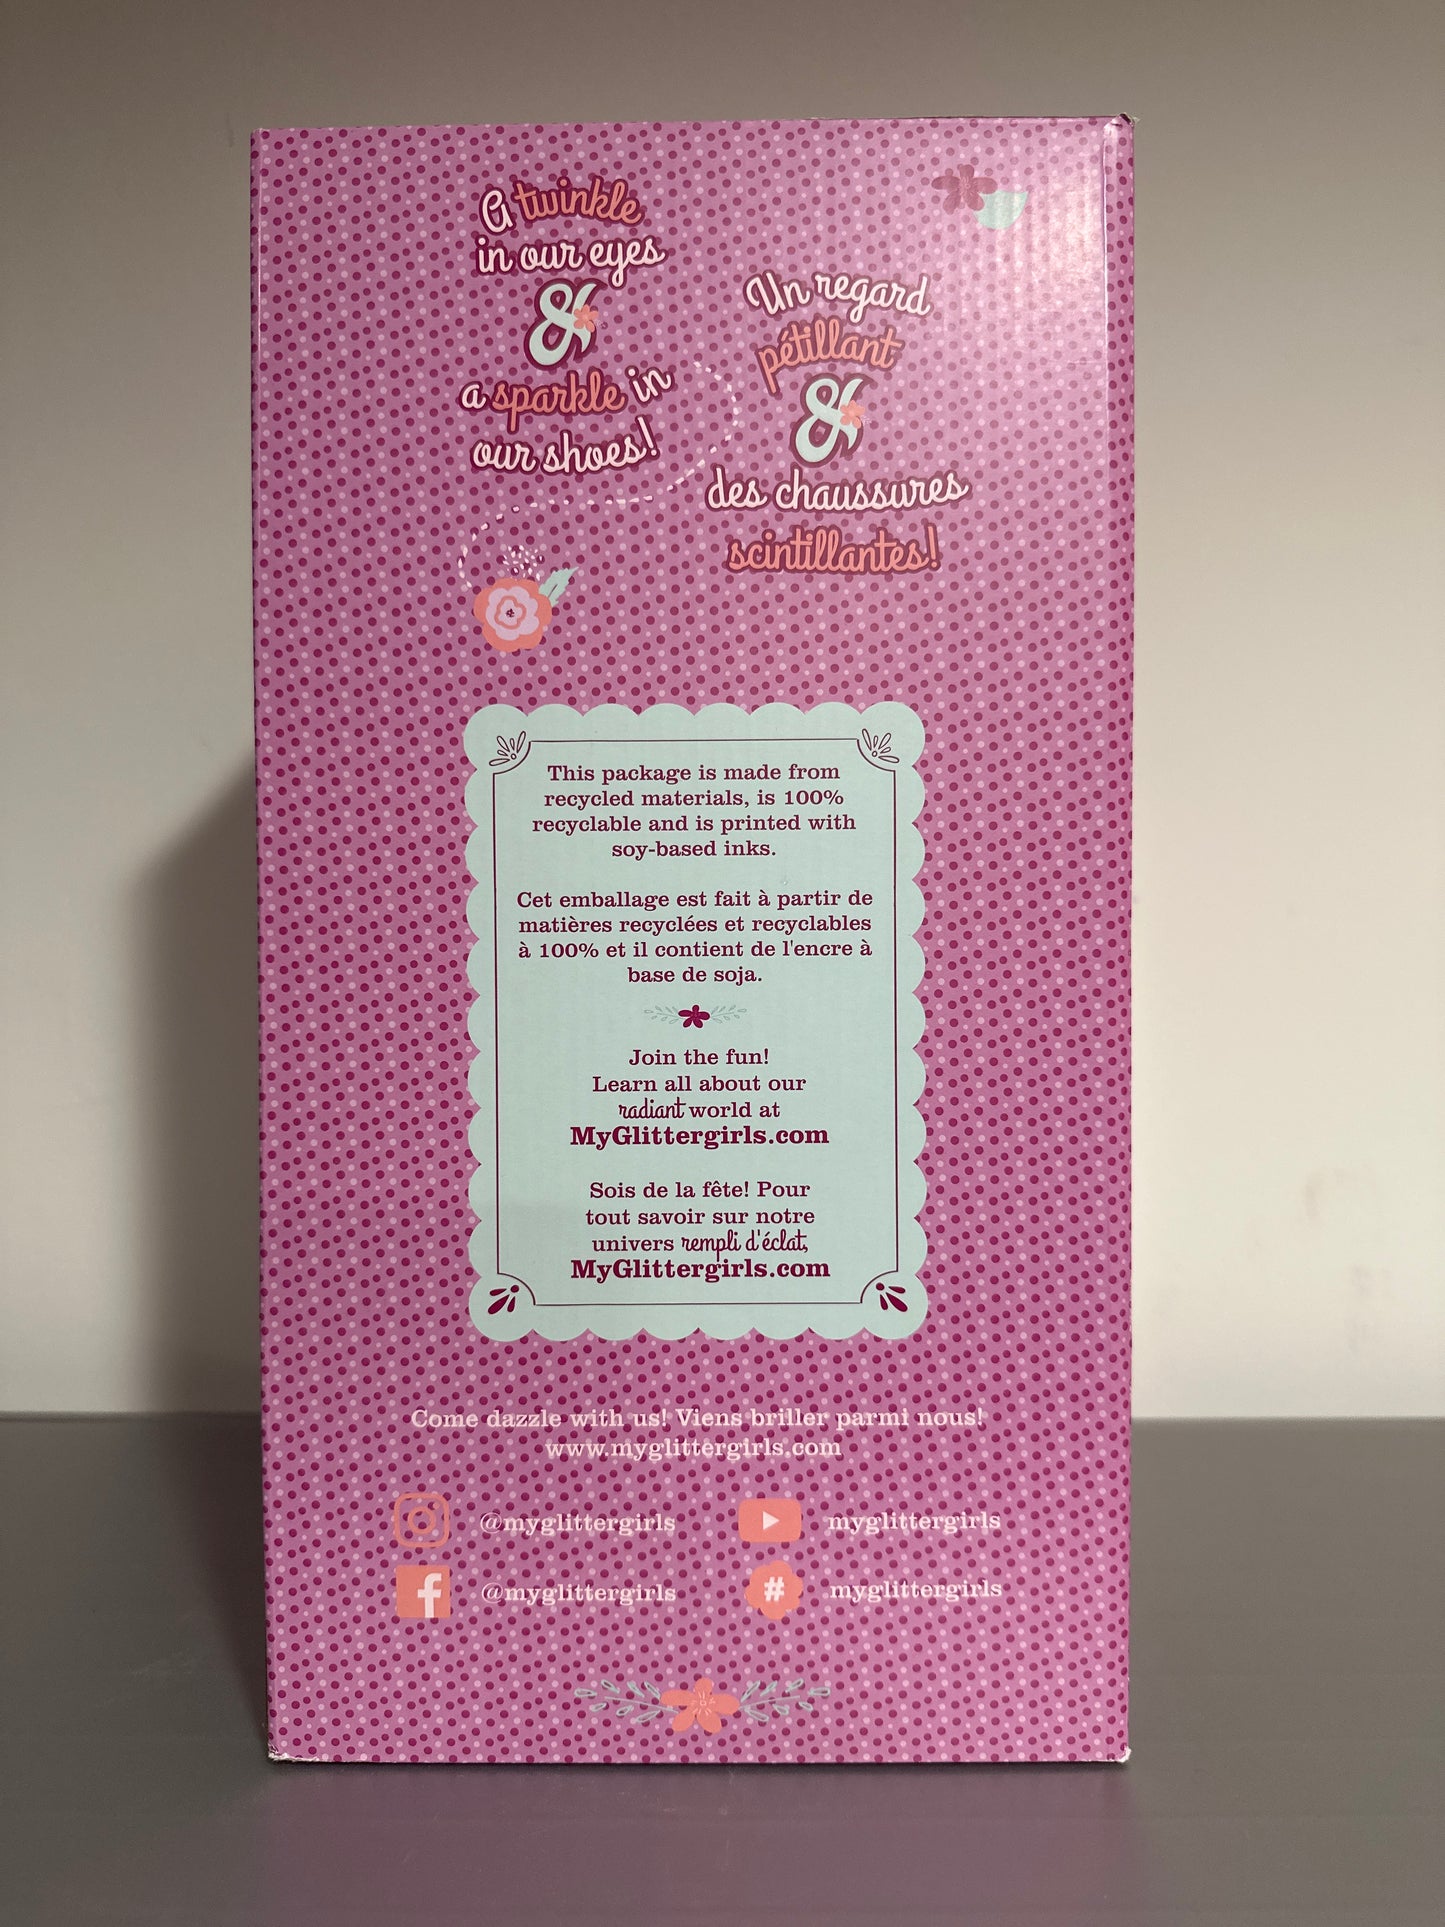 A twinkle
in our eyes
&
a sparkle in
our shoes!
Un regard
pétillant
&
des chaussures
scintillantes!
This package is made from
recycled materials, is 100%
recyclable and is printed with
soy-based inks.
Cet emballage est fait à partir de
matières recyclées et recyclables
à 100% et il contient de l'encre à
base de soja.
Join the fun!
Learn all about our
radiant world at
MyGlittergirls.com
Sois de la fête! Pour
tout savoir sur notre
univers rempli d'éclat,
MyGlittergirls.com
Come dazzle with us! Viens briller parmi nous!
www.myglittergirls.com
@myglittergirls
myglittergirls
f @myglittergirls
# myglittergirls